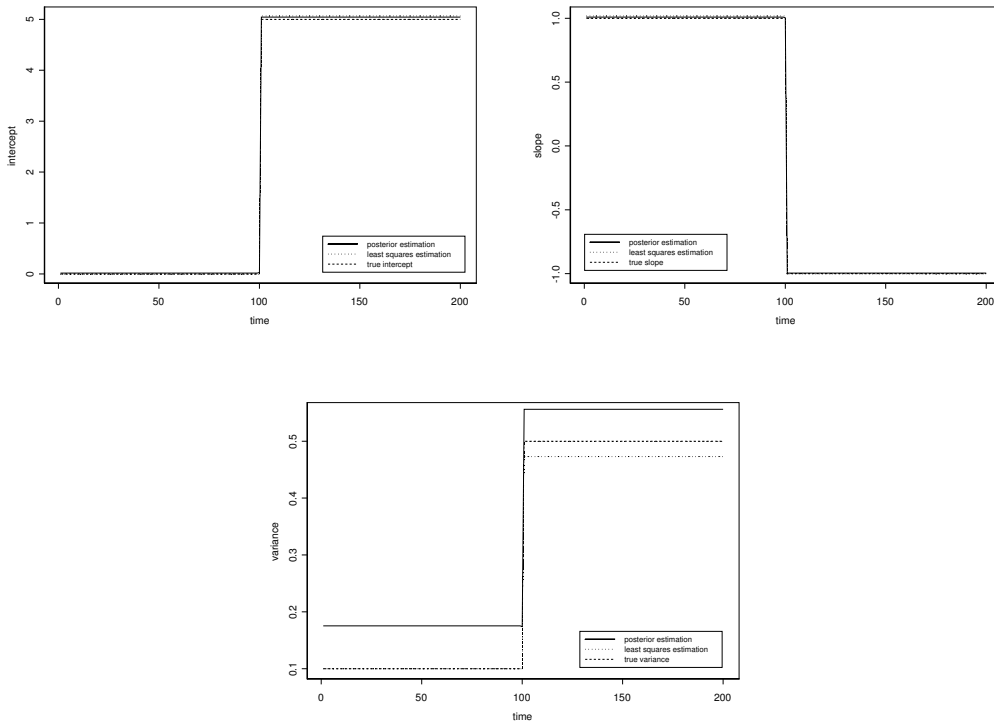 intercept
5
4
3
2
1
0
posterior estimation
least squares estimation
true intercept
0 50 100 150 200
time
slope
1.0
0.5
0.0
-0.5
-1.0
posterior estimation
least squares estimation
true slope
0 50 100 150 200
time
variance
0.5
0.4
0.3
0.2
0.1
posterior estimation
least squares estimation
true variance
0 50 100 150 200
time